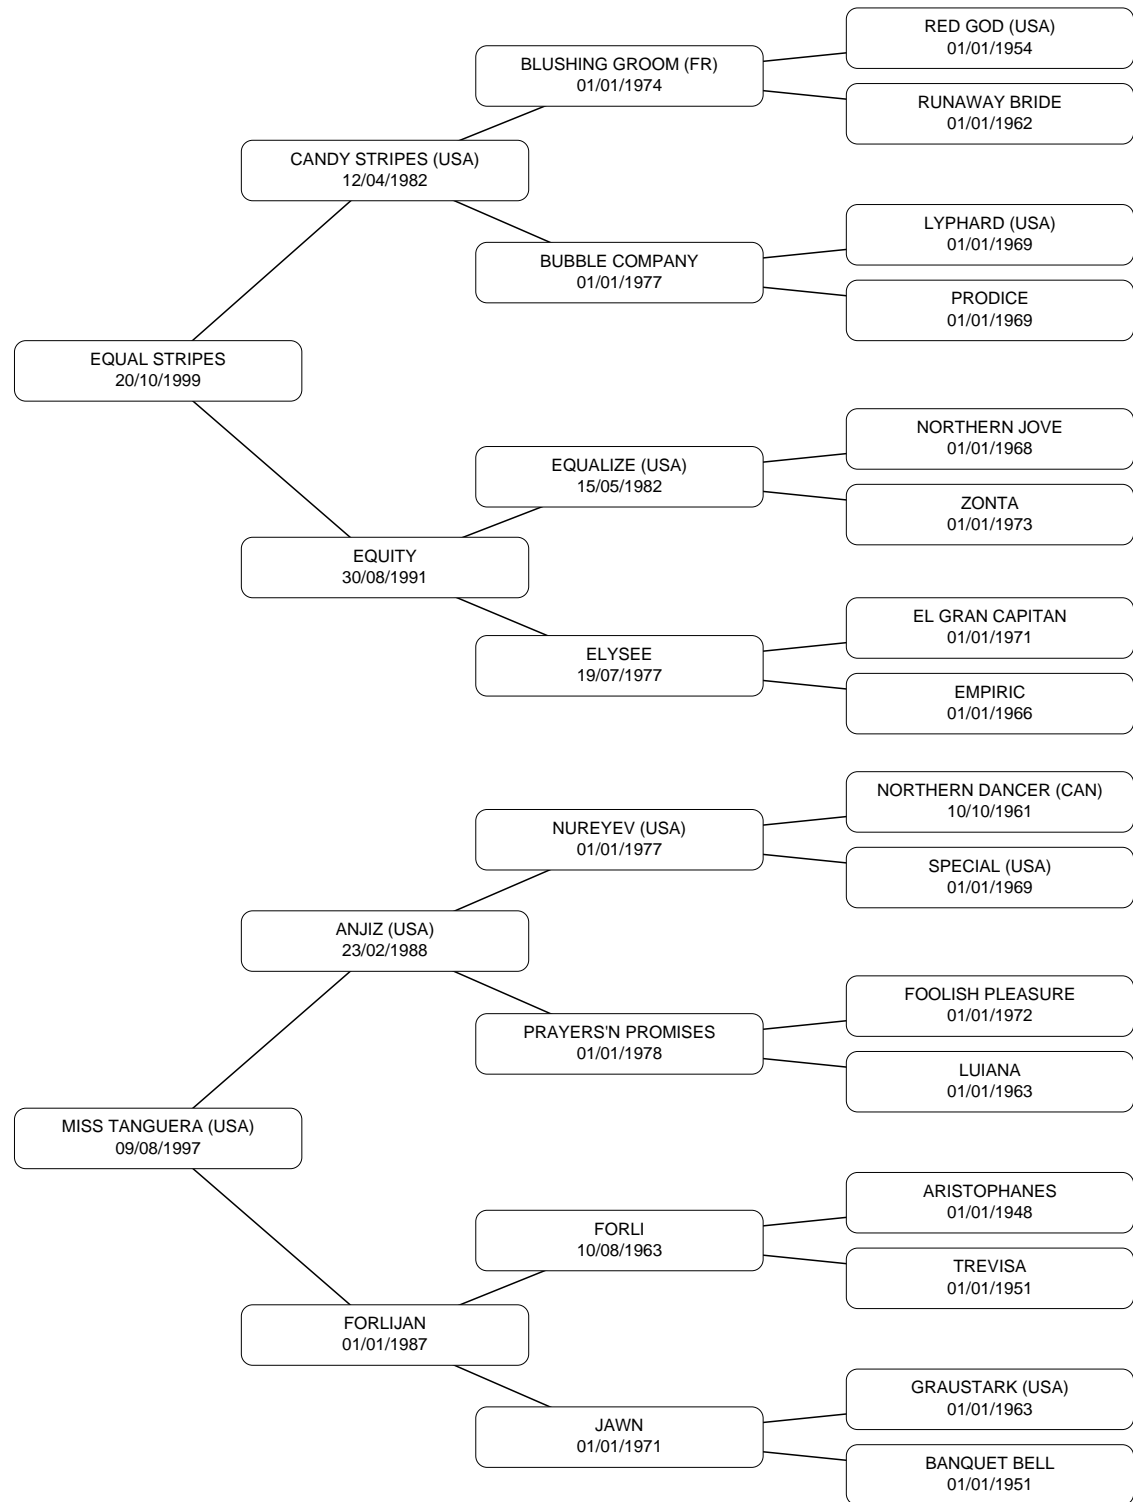 RED GOD (USA)
01/01/1954
BLUSHING GROOM (FR)
01/01/1974
RUNAWAY BRIDE
01/01/1962
CANDY STRIPES (USA)
12/04/1982
LYPHARD (USA)
01/01/1969
BUBBLE COMPANY
01/01/1977
PRODICE
01/01/1969
EQUAL STRIPES
20/10/1999
NORTHERN JOVE
01/01/1968
EQUALIZE (USA)
15/05/1982
ZONTA
01/01/1973
EQUITY
30/08/1991
EL GRAN CAPITAN
01/01/1971
ELYSEE
19/07/1977
EMPIRIC
01/01/1966
NORTHERN DANCER (CAN)
10/10/1961
NUREYEV (USA)
01/01/1977
SPECIAL (USA)
01/01/1969
ANJIZ (USA)
23/02/1988
FOOLISH PLEASURE
01/01/1972
PRAYERS'N PROMISES
01/01/1978
LUIANA
01/01/1963
MISS TANGUERA (USA)
09/08/1997
ARISTOPHANES
01/01/1948
FORLI
10/08/1963
TREVISA
01/01/1951
FORLIJAN
01/01/1987
GRAUSTARK (USA)
01/01/1963
JAWN
01/01/1971
BANQUET BELL
01/01/1951